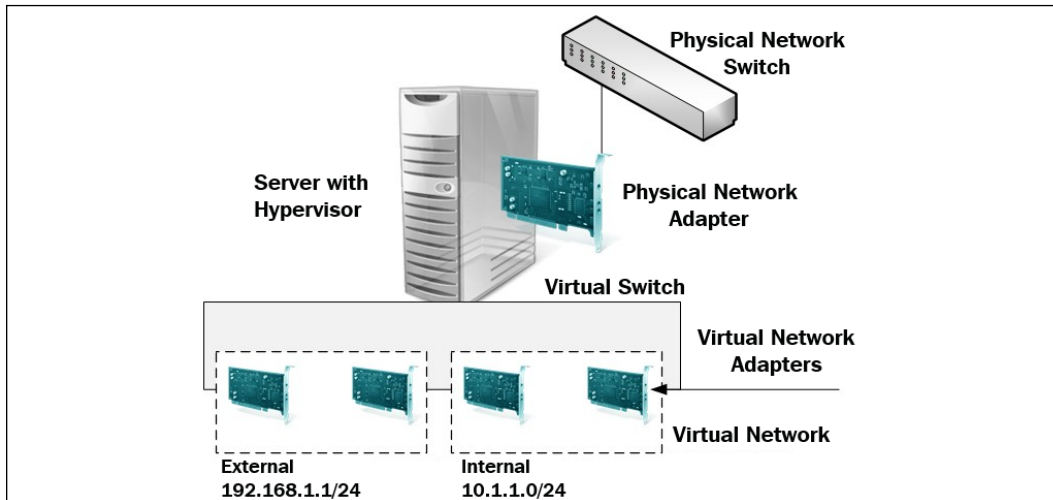 Physical Network
Switch
Server with
Hypervisor
Physical Network
Adapter
Virtual Switch
Virtual Network
Adapters
Virtual Network
External
192.168.1.1/24
Internal
10.1.1.0/24